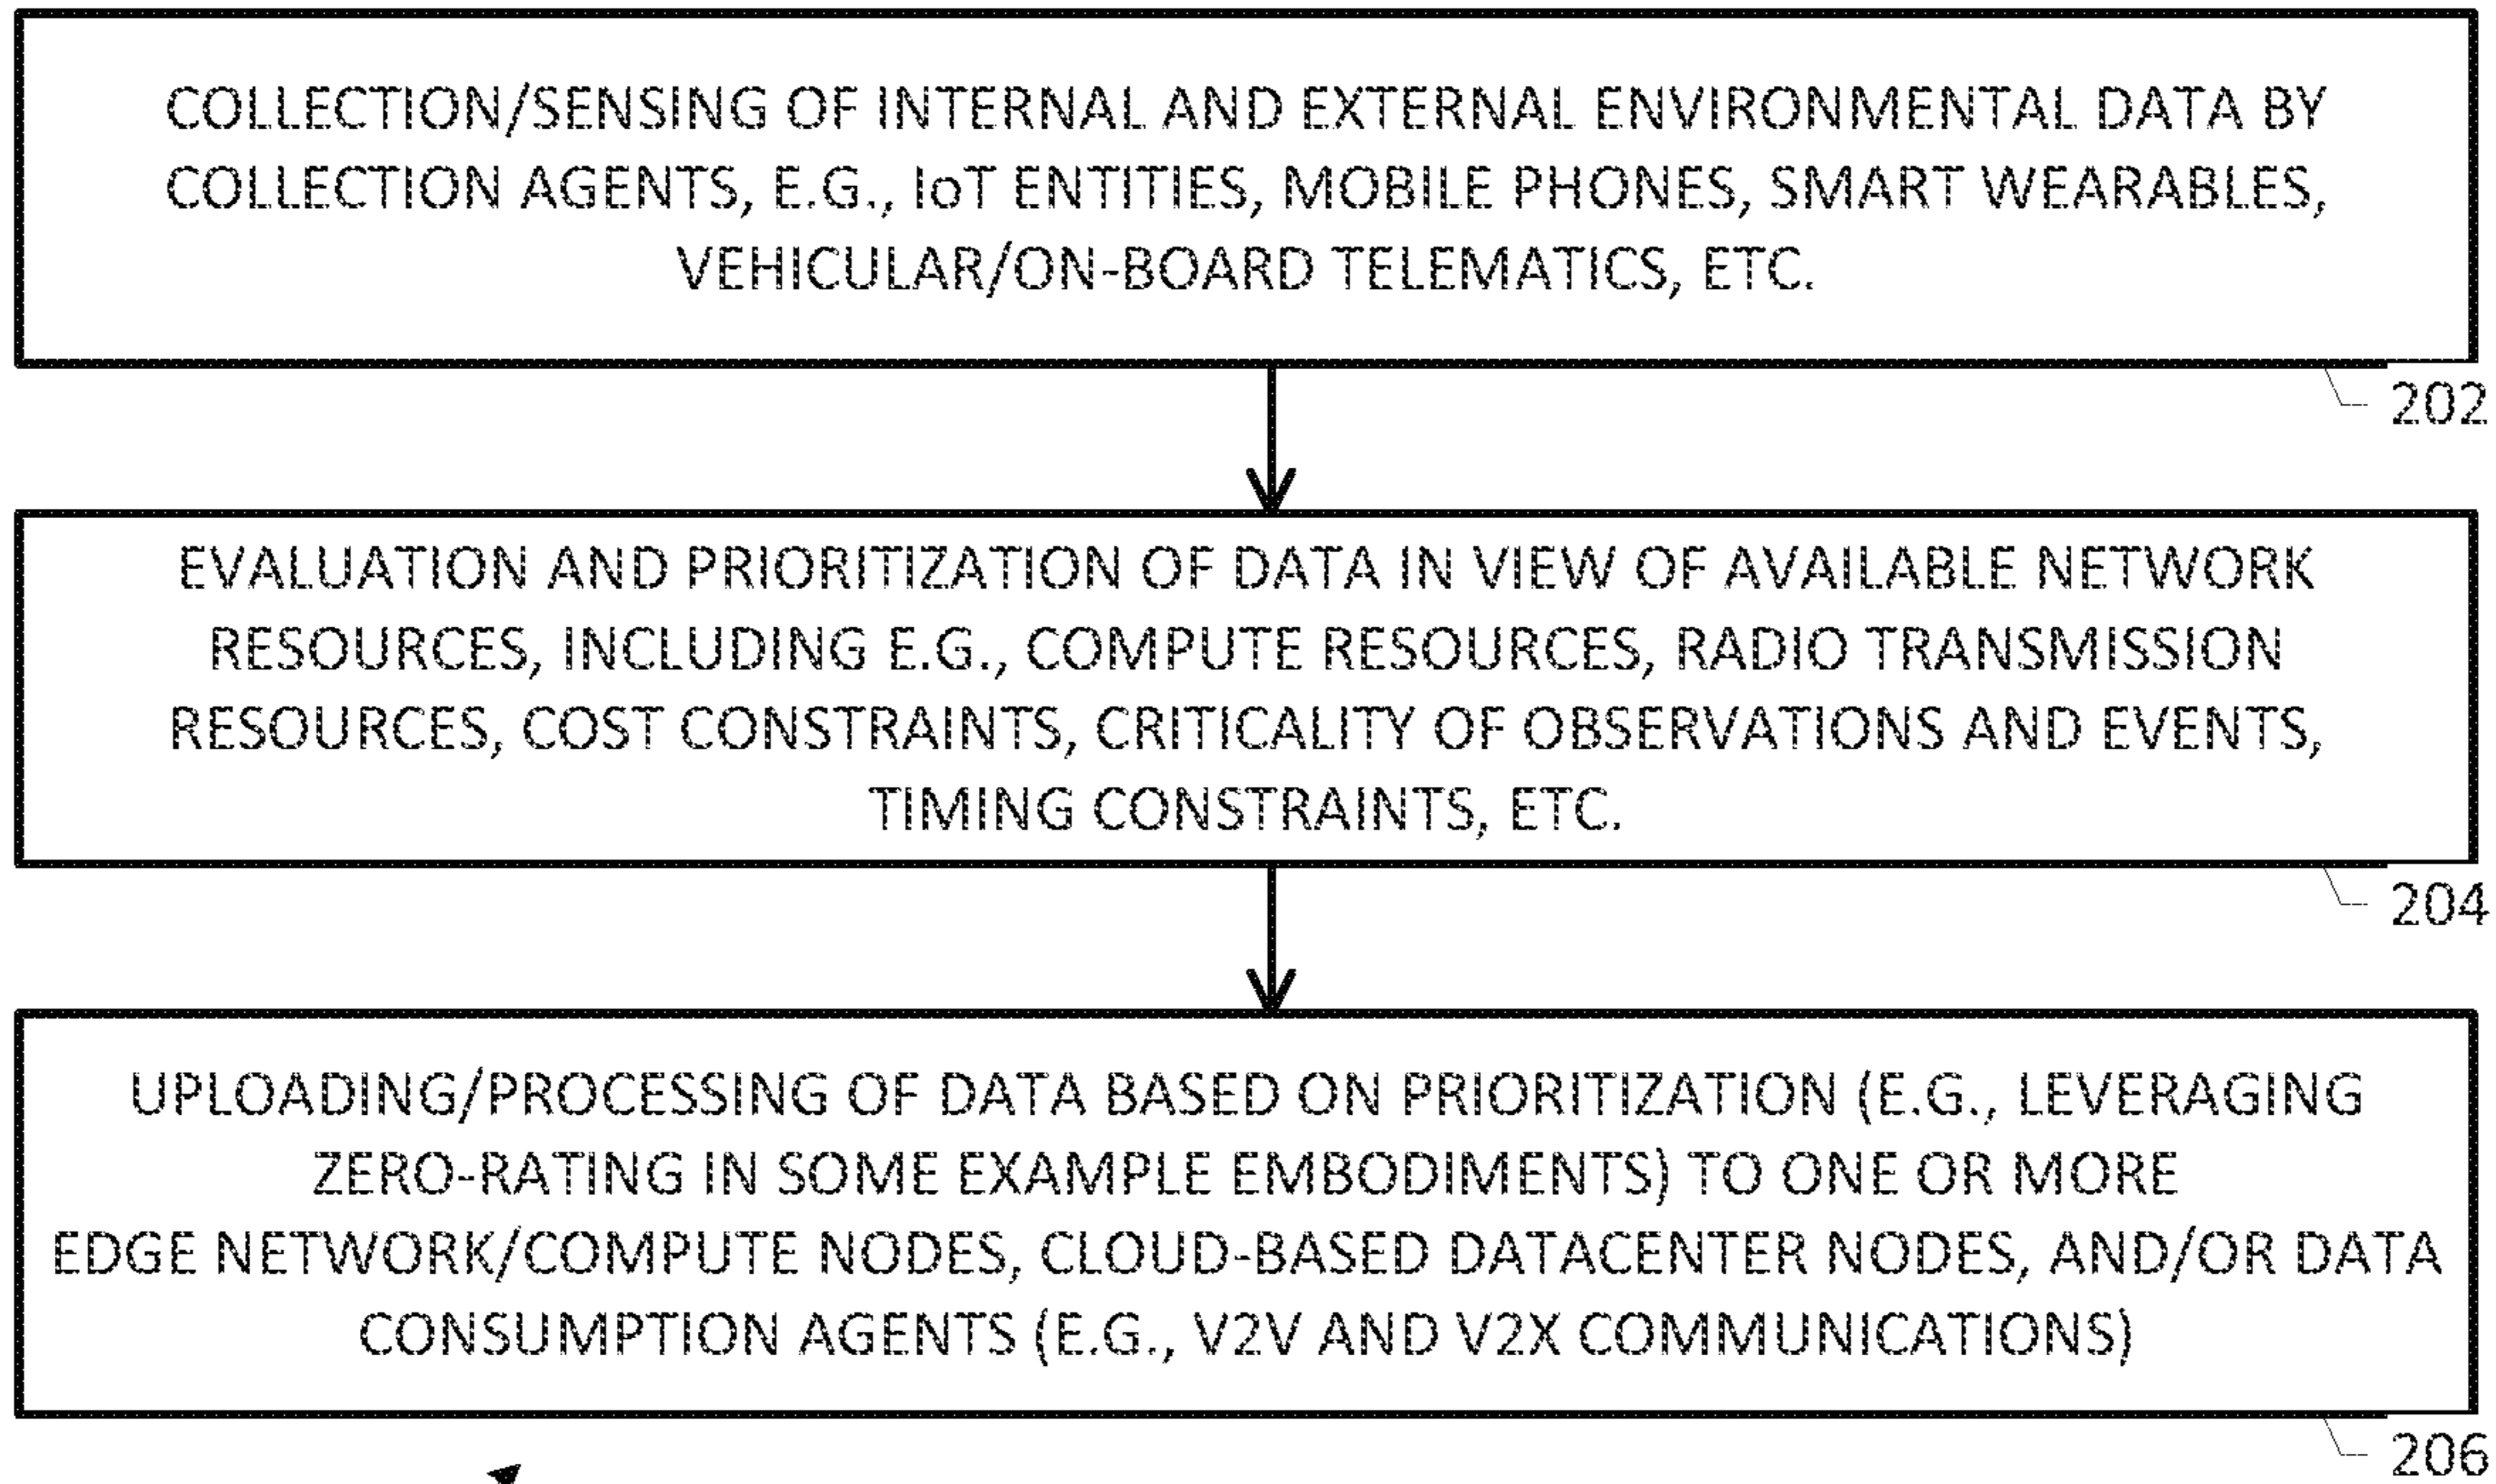 COLLECTION/SENSING OF INTERNAL AND EXTERNAL ENVIRONMENTAL DATA BY
COLLECTION AGENTS, E.G., IoT ENTITIES, MOBILE PHONES, SMART WEARABLES,
VEHICULAR/ON-BOARD TELEMATICS, ETC.
202
EVALUATION AND PRIORITIZATION OF DATA IN VIEW OF AVAILABLE NETWORK
RESOURCES, INCLUDING E.G., COMPUTE RESOURCES, RADIO TRANSMISSION
RESOURCES, COST CONSTRAINTS, CRITICALITY OF OBSERVATIONS AND EVENTS,
TIMING CONSTRAINTS, ETC.
204
UPLOADING/PROCESSING OF DATA BASED ON PRIORITIZATION (E.G., LEVERAGING
ZERO-RATING IN SOME EXAMPLE EMBODIMENTS) TO ONE OR MORE
EDGE NETWORK/COMPUTE NODES, CLOUD-BASED DATACENTER NODES, AND/OR DATA
CONSUMPTION AGENTS (E.G., V2V AND V2X COMMUNICATIONS)
206